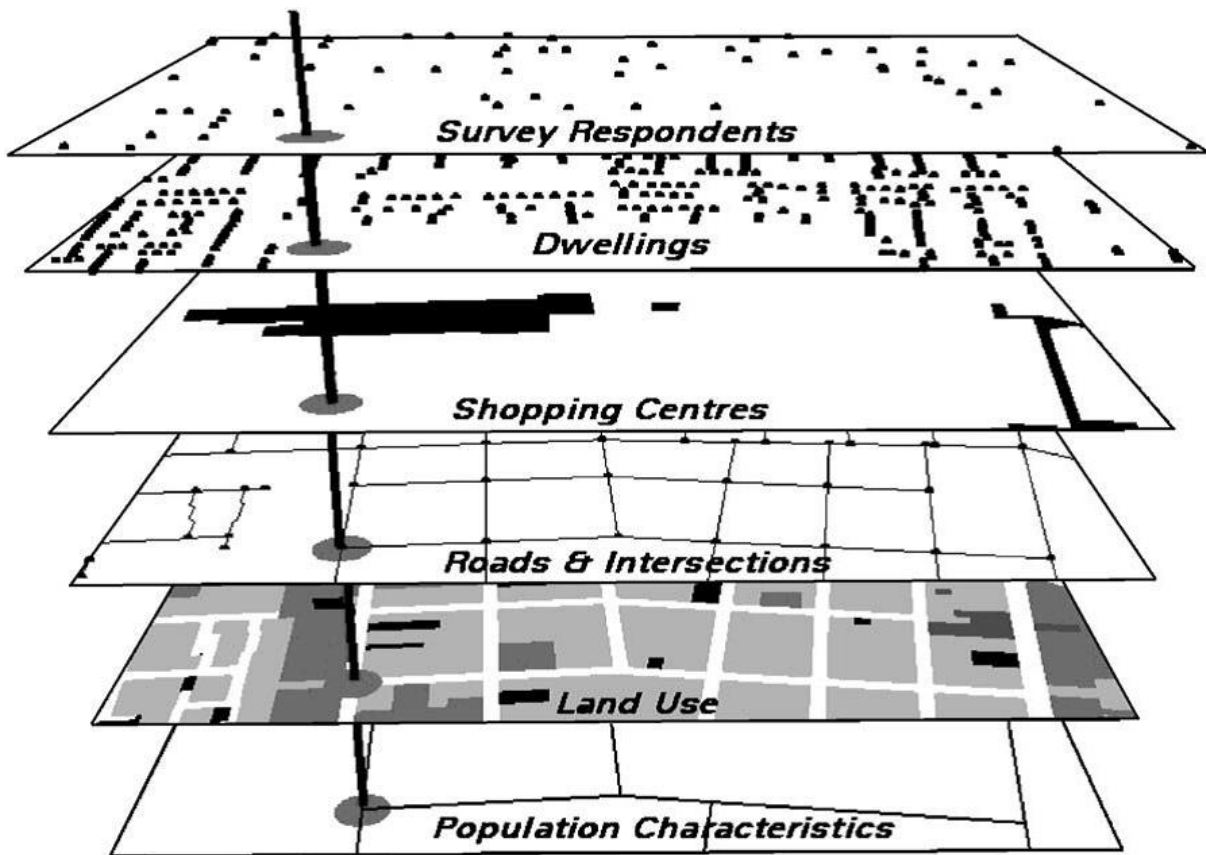 Survey Respondents
Dwellings
Shopping Centres
Roads & Intersections
Land Use
Population Characteristics